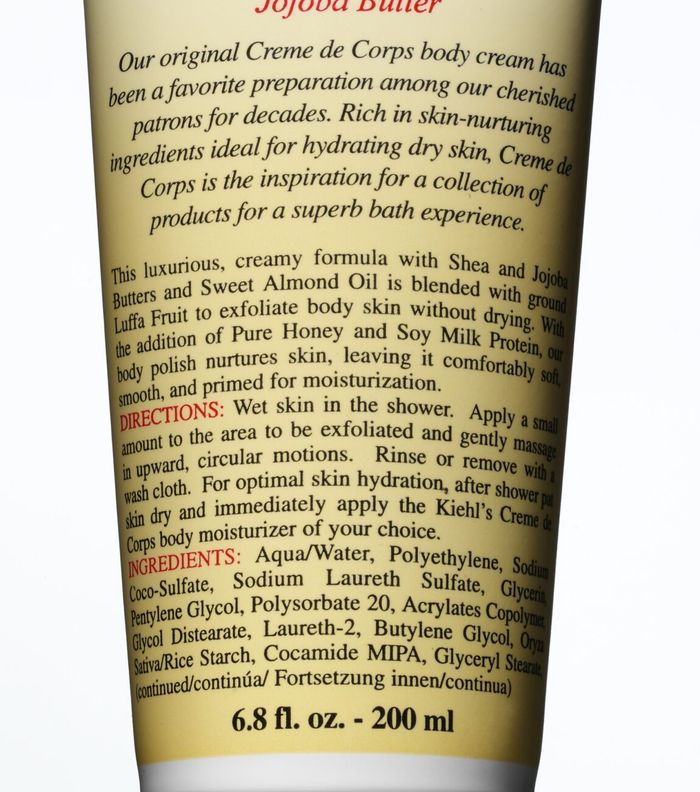 Jojoba Butter
Our original Creme de Corps body cream has
been a favorite preparation among our cherished
patrons for decades. Rich in skin-nurturing
ingredients ideal for hydrating dry skin, Creme de
Corps is the inspiration for a collection of
products for a superb bath experience.
This luxurious, creamy formula with Shea and Jojoba
Butters and Sweet Almond Oil is blended with ground
Luffa Fruit to exfoliate body skin without drying. With
the addition of Pure Honey and Soy Milk Protein, our
body polish nurtures skin, leaving it comfortably soft,
smooth, and primed for moisturization.
DIRECTIONS: Wet skin in the shower. Apply a small
amount to the area to be exfoliated and gently massage
in upward, circular motions. Rinse or remove with a
wash cloth. For optimal skin hydration, after shower pat
skin dry and immediately apply the Kiehl's Creme de
Corps body moisturizer of your choice.
INGREDIENTS: Aqua/Water, Polyethylene, Sodium
Coco-Sulfate, Sodium Laureth Sulfate, Glycerin,
Pentylene Glycol, Polysorbate 20, Acrylates Copolymer,
Glycol Distearate, Laureth-2, Butylene Glycol, Oryza
Sativa/Rice Starch, Cocamide MIPA, Glyceryl Stearate,
(continued/continúa/ Fortsetzung innen/continua)
6.8 fl. oz. - 200 ml